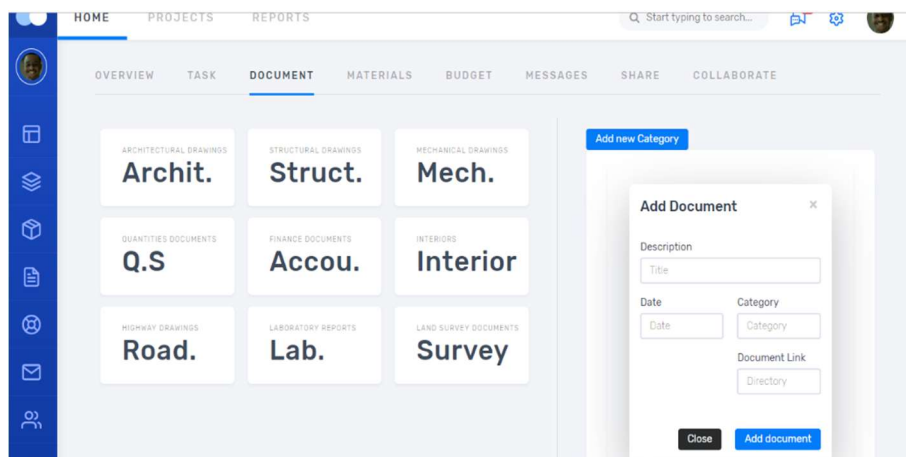 HOME PROJECTS REPORTS Start typing to search...
OVERVIEW TASK DOCUMENT MATERIALS BUDGET MESSAGES SHARE COLLABORATE
ARCHITECTURAL DRAWINGS
Archit.
STRUCTURAL DRAWINGS
Struct.
MECHANICAL DRAWINGS
Mech.
QUANTITIES DOCUMENTS
Q.S
FINANCE DOCUMENTS
Accou.
INTERIORS
Interior
HIGHWAY DRAWINGS
Road.
LABORATORY REPORTS
Lab.
LAND SURVEY DOCUMENTS
Survey
Add new Category
Add Document ×
Description
Title
Date Category
Date Category
Document Link
Directory
Close Add document